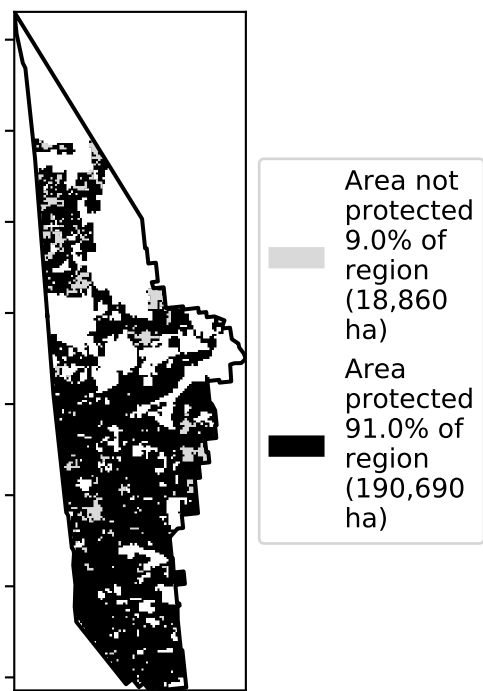 Area not
protected
9.0% of
region
(18,860
ha)
Area
protected
91.0% of
region
(190,690
ha)